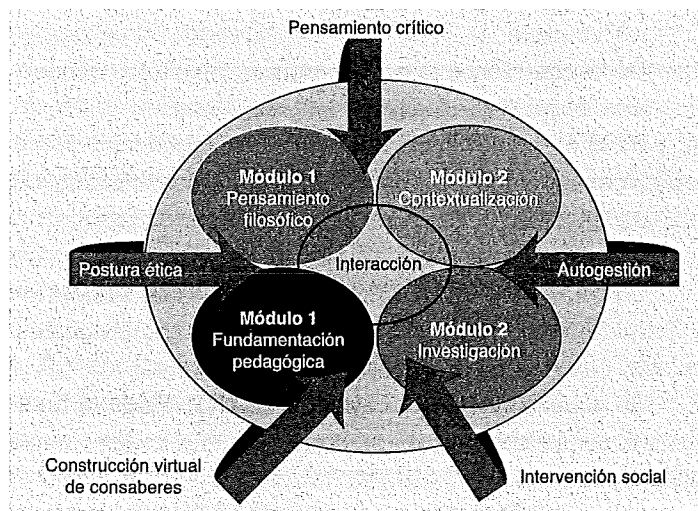 Pensamiento crítico
Módulo 1
Pensamiento
filosófico
Módulo 2
Contextualización
Postura ética
Interacción
Autogestión
Módulo 1
Fundamentación
pedagógica
Módulo 2
Investigación
Construcción virtual
de consaberes
Intervención social